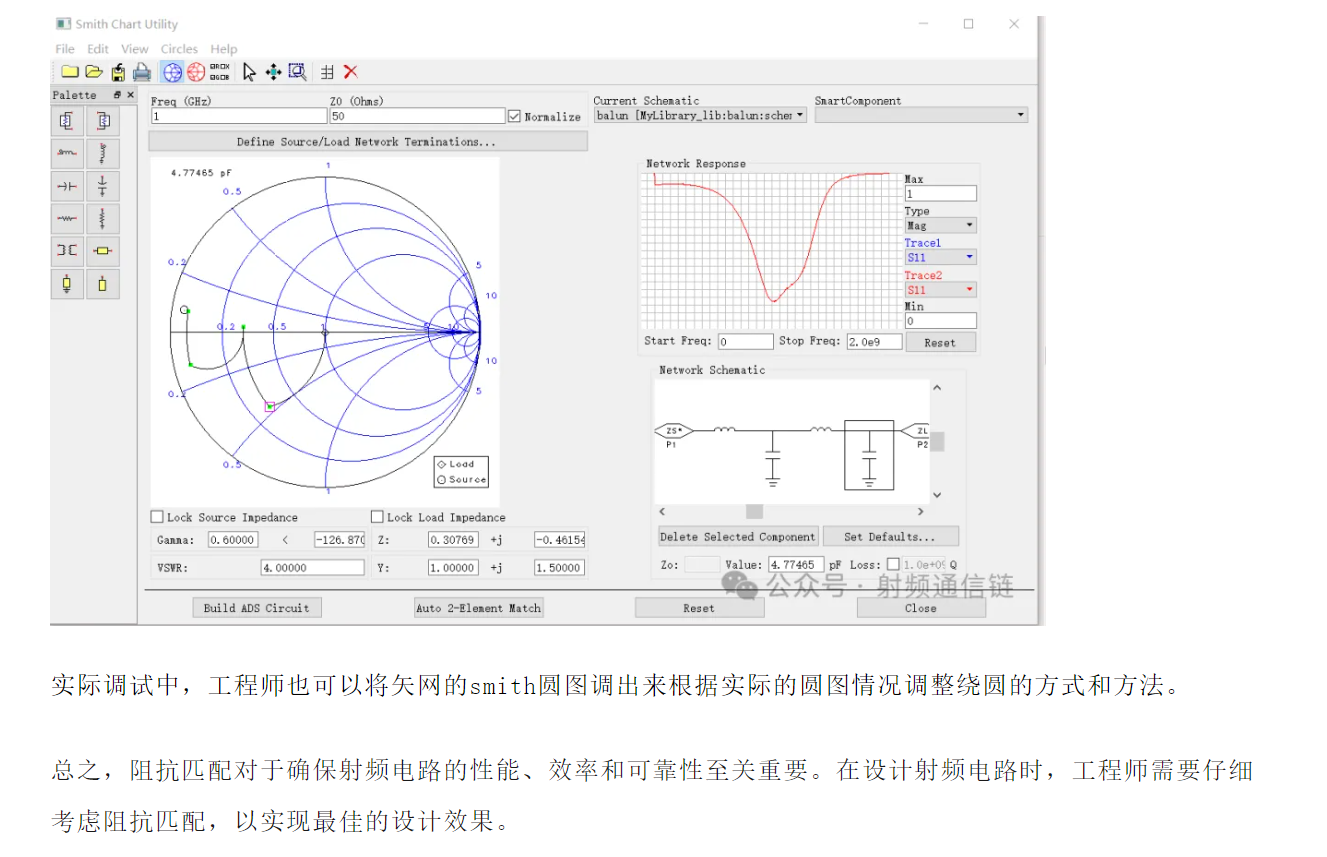 Smith Chart Utility
File Edit View Circles Help
Palette
Freq (GHz) Z0 (Ohms)
1 50 Normalize
Current Schematic SmartComponent
balun [MyLibrary_lib:balun:scher
Define Source/Load Network Terminations...
4.77465 pF
1
0.5
0.2
5
10
0.2 0.5 1 5 10
10
5
0.2
0.5
1
Load
Source
Network Response
Max
1
Type
Mag
Trace1
S11
Trace2
S11
Min
0
Start Freq: 0 Stop Freq: 2.0e9 Reset
Network Schematic
ZS* ZL
P1 P2
Lock Source Impedance Lock Load Impedance
Gamma: 0.60000 < -126.870 Z: 0.30769 +j -0.46154
VSWR: 4.00000 Y: 1.00000 +j 1.50000
Delete Selected Component Set Defaults...
Zo: Value: 4.77465 pF Loss: 1.0e+09 Q
公众号 · 射频通信链
Build ADS Circuit Auto 2-Element Match Reset Close
实际调试中，工程师也可以将矢网的smith圆图调出来根据实际的圆图情况调整绕圆的方式和方法。
总之，阻抗匹配对于确保射频电路的性能、效率和可靠性至关重要。在设计射频电路时，工程师需要仔细
考虑阻抗匹配，以实现最佳的设计效果。